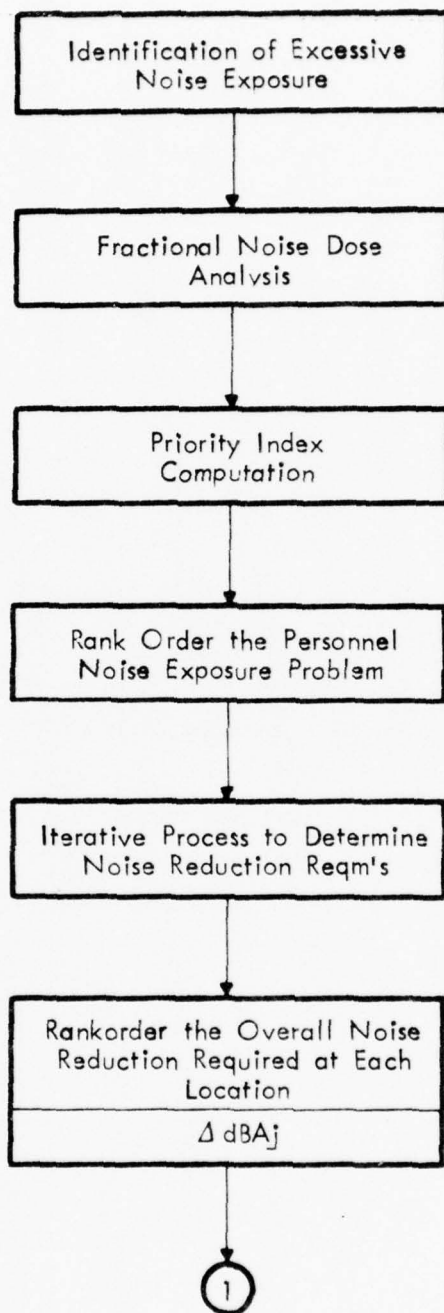 Identification of Excessive
Noise Exposure
Fractional Noise Dose
Analysis
Priority Index
Computation
Rank Order the Personnel
Noise Exposure Problem
Iterative Process to Determine
Noise Reduction Reqm's
Rankorder the Overall Noise
Reduction Required at Each
Location
Δ dBAj
1